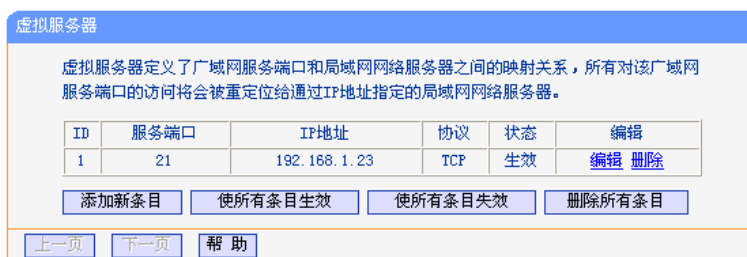 虚拟服务器
虚拟服务器定义了广域网服务端口和局域网网络服务器之间的映射关系，所有对该广域网
服务端口的访问将会被重定位给通过IP地址指定的局域网网络服务器。
ID 服务端口 IP地址 协议 状态 编辑
1 21 192.168.1.23 TCP 生效 编辑 删除
添加新条目 使所有条目生效 使所有条目失效 删除所有条目
上一页 下一页 帮 助